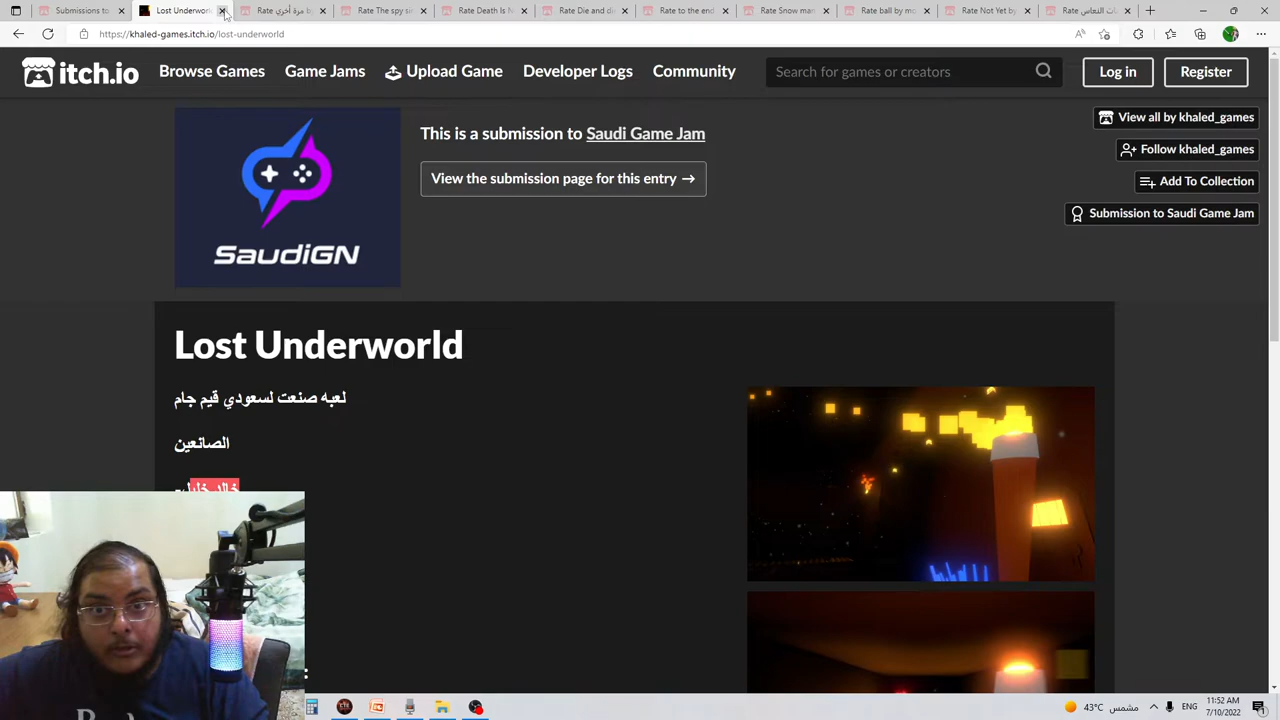 Submissions to
Lost Underworl
Rate مرة أخرى by
Rate The spy sir
Rate Death Is N
Rate Die and di
Rate to the end
Rate Snow man
Rate ball by mo
Rate Not Yet by
https://khaled-games.itch.io/lost-underworld
itch.io
Browse Games
Game Jams
Upload Game
Developer Logs
Community
Search for games or creators
Log in
Register
SaudiGN
This is a submission to Saudi Game Jam
View the submission page for this entry →
View all by khaled_games
Follow khaled_games
Add To Collection
Submission to Saudi Game Jam
Lost Underworld
لعبه صنعت لسعودي قيم جام
الصانعين
43°C مشمس
ENG
11:52 AM
7/10/2022